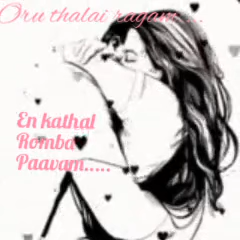 Oru thalai ragam ...
En kathal
Romba
Paavam.....